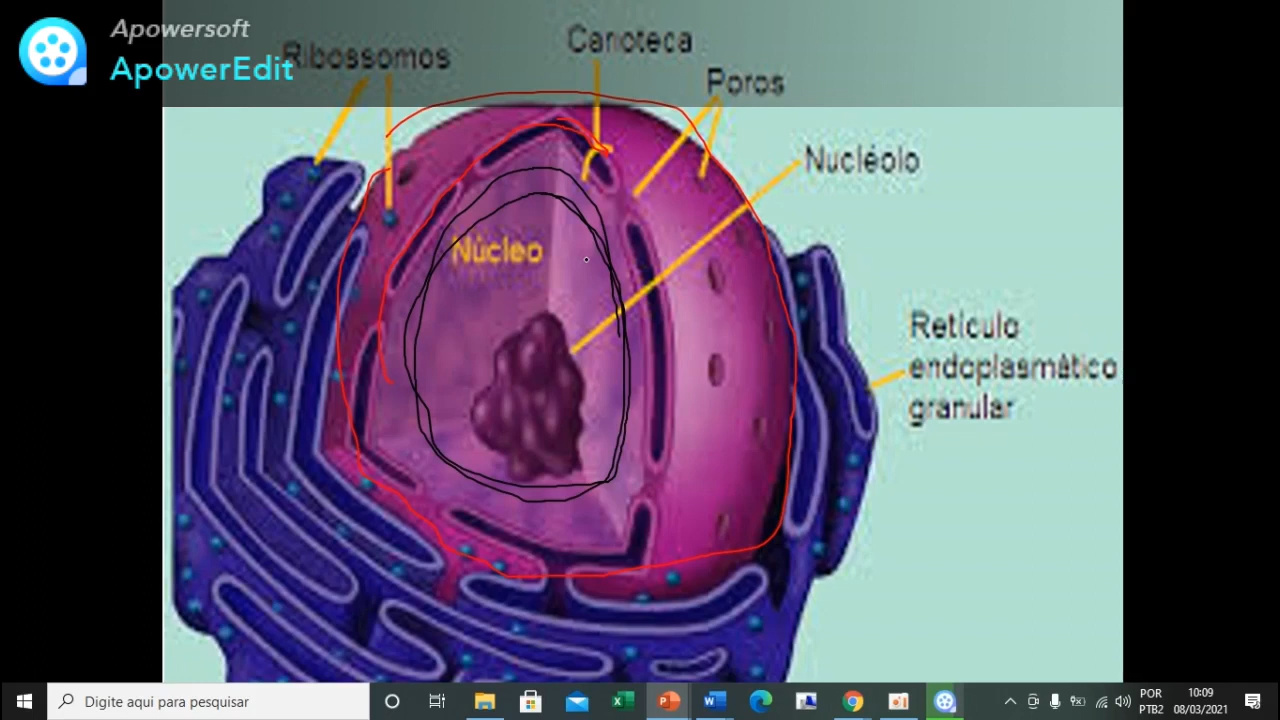 Apowersoft
ApowerEdit
Ribossomos
Carioteca
Poros
Nucléolo
Núcleo
Retículo
endoplasmático
granular
Digite aqui para pesquisar
POR
PTB2
10:09
08/03/2021